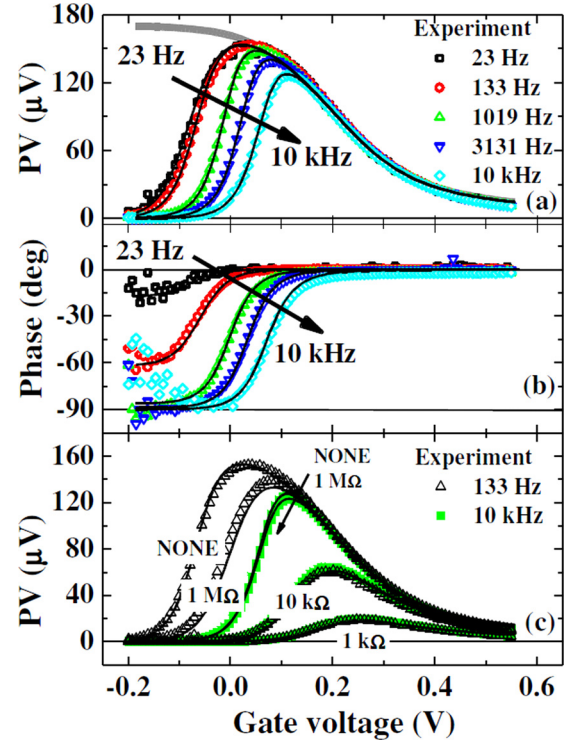 180
120
60
0
PV (μV)
23 Hz
10 kHz
Experiment
23 Hz
133 Hz
1019 Hz
3131 Hz
10 kHz
(a)
0
-30
-60
-90
Phase (deg)
23 Hz
10 kHz
(b)
160
120
80
40
0
PV (μV)
NONE
1 MΩ
NONE
1 MΩ
10 kΩ
1 kΩ
Experiment
133 Hz
10 kHz
(c)
-0.2 0.0 0.2 0.4 0.6
Gate voltage (V)